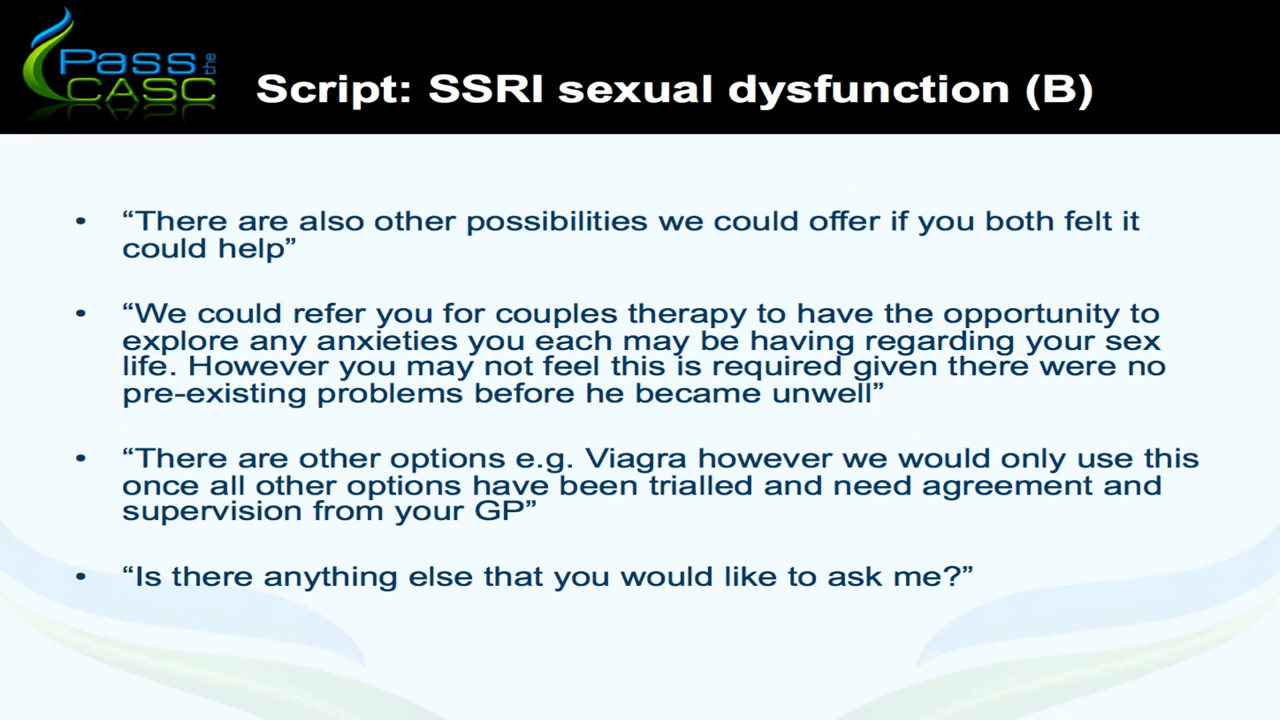 Pass the
CASC
Script: SSRI sexual dysfunction (B)
• “There are also other possibilities we could offer if you both felt it
could help”
• “We could refer you for couples therapy to have the opportunity to
explore any anxieties you each may be having regarding your sex
life. However you may not feel this is required given there were no
pre-existing problems before he became unwell”
• “There are other options e.g. Viagra however we would only use this
once all other options have been trialled and need agreement and
supervision from your GP”
• “Is there anything else that you would like to ask me?”